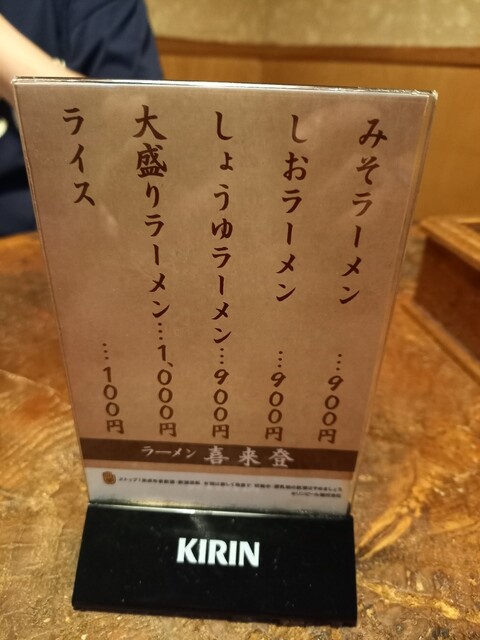 みそラーメン…900円
しおラーメン…900円
しょうゆラーメン…900円
大盛りラーメン…1,000円
ライス…100円
ラーメン 喜来登
KIRIN